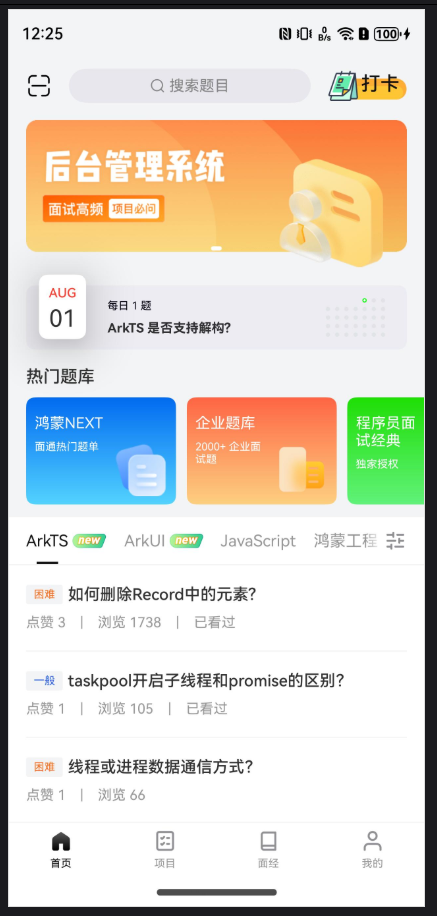 12:25
0
B/s
100
搜索题目
打卡
后台管理系统
面试高频 项目必问
AUG
01
每日 1 题
ArkTS 是否支持解构?
热门题库
鸿蒙NEXT
面通热门题单
企业题库
2000+ 企业面
试题
程序员面
试经典
独家授权
ArkTS new ArkUI new JavaScript 鸿蒙工程
困难 如何删除Record中的元素?
点赞 3 | 浏览 1738 | 已看过
一般 taskpool开启子线程和promise的区别?
点赞 1 | 浏览 105 | 已看过
困难 线程或进程数据通信方式?
点赞 1 | 浏览 66
首页 项目 面经 我的